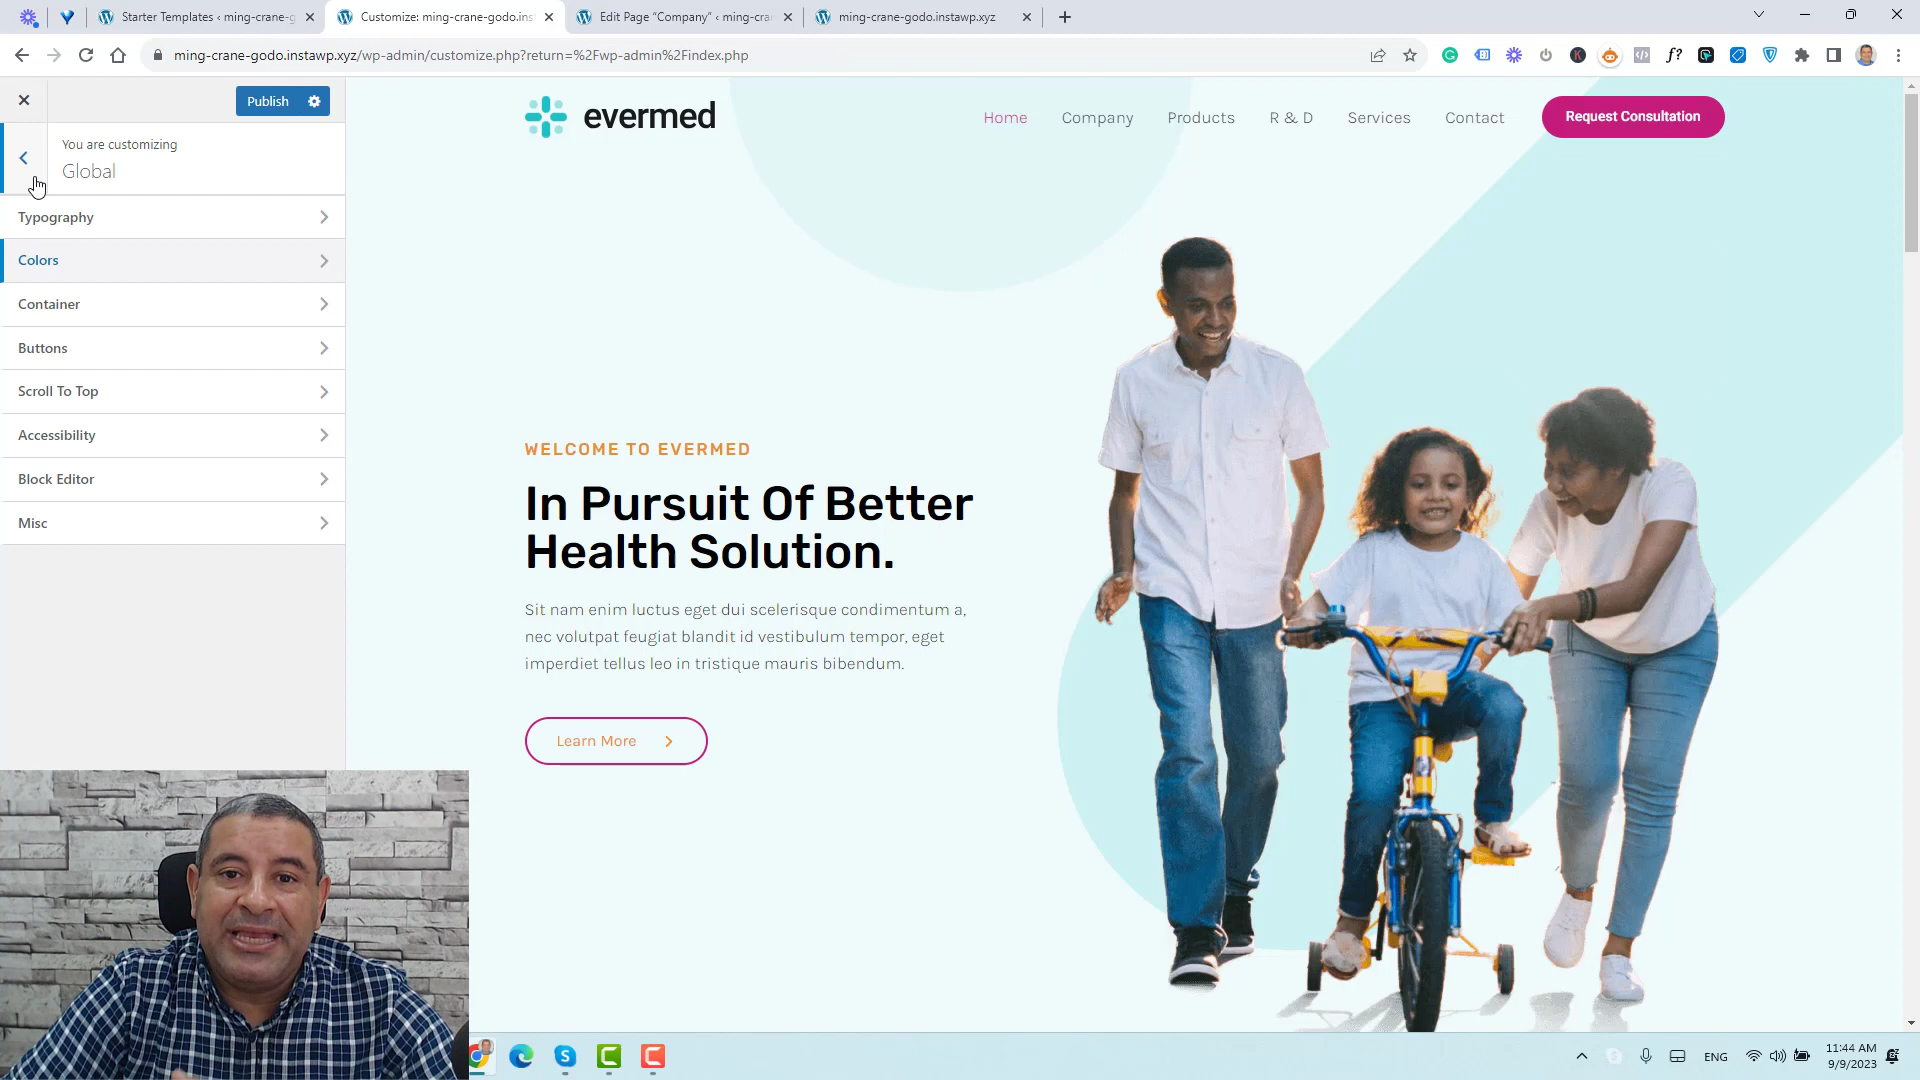 Starter Templates ‹ ming-crane-g
Customize: ming-crane-godo.inst
Edit Page “Company” ‹ ming-cra
ming-crane-godo.instawp.xyz
ming-crane-godo.instawp.xyz/wp-admin/customize.php?return=%2Fwp-admin%2Findex.php
Publish
You are customizing
Global
Typography
Colors
Container
Buttons
Scroll To Top
Accessibility
Block Editor
Misc
evermed
Home
Company
Products
R & D
Services
Contact
Request Consultation
WELCOME TO EVERMED
In Pursuit Of Better
Health Solution.
Sit nam enim luctus eget dui scelerisque condimentum a,
nec volutpat feugiat blandit id vestibulum tempor, eget
imperdiet tellus leo in tristique mauris bibendum.
Learn More
ENG
11:44 AM
9/9/2023